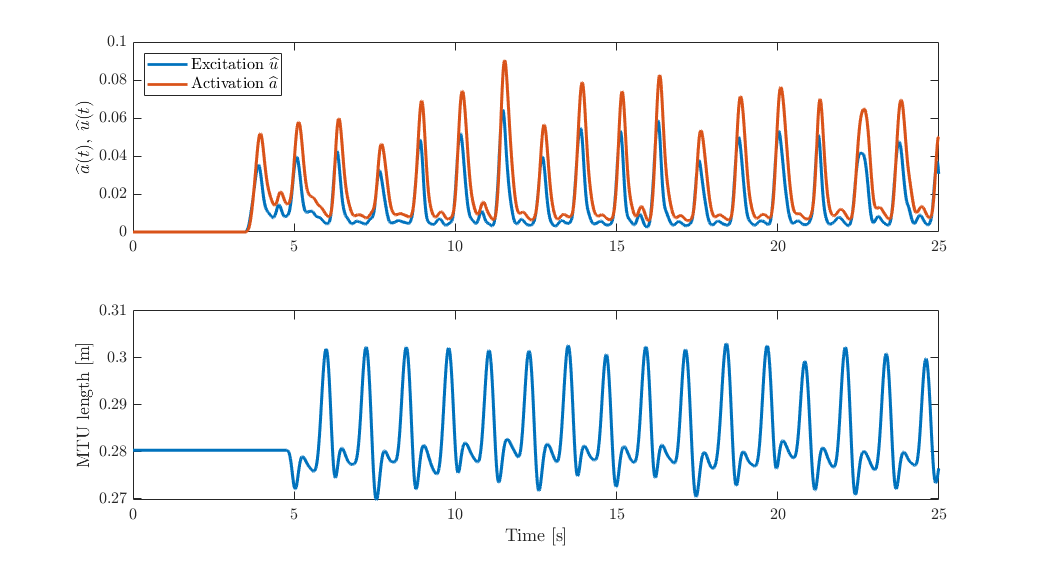 0.1
0.08
0.06
0.04
0.02
0
â(t), û(t)
Excitation û
Activation â
0 5 10 15 20 25
0.31
0.3
0.29
0.28
0.27
MTU length [m]
0 5 10 15 20 25
Time [s]